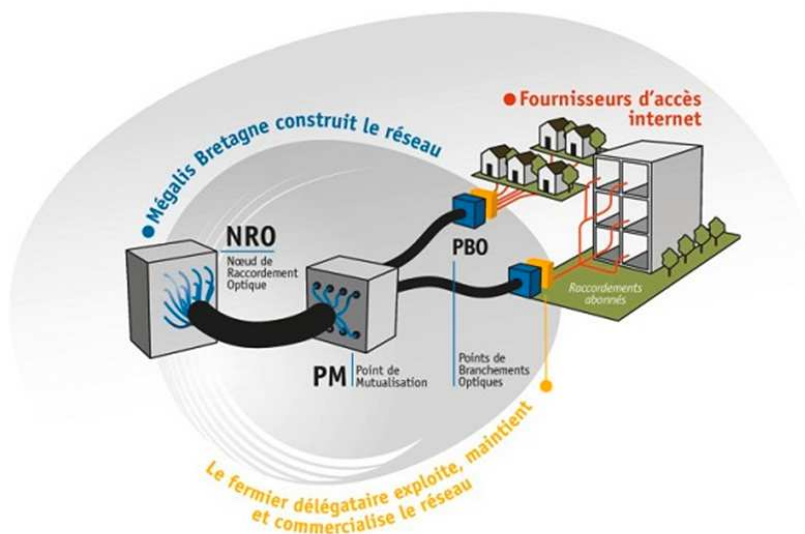 Fournisseurs d'accès
internet
Mégalis Bretagne construit le réseau
NRO
Nœud de
Raccordement
Optique
PBO
Raccordements
abonnés
PM
Point de
Mutualisation
Points de
Branchements
Optiques
Le fermier délégataire exploite, maintient
et commercialise le réseau